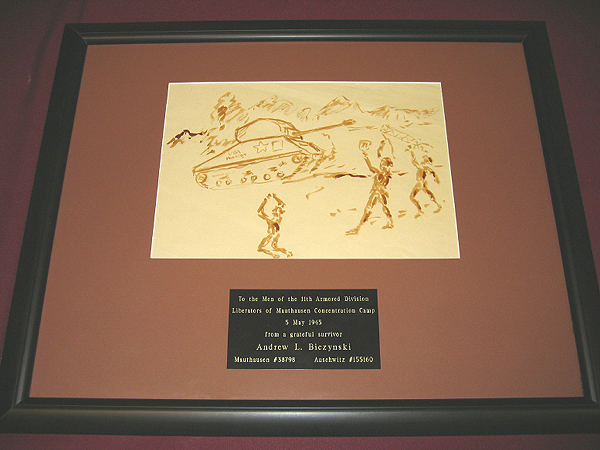 To the Men of the 11th Armored Division
Liberators of Mauthausen Concentration Camp
5 May 1945
from a grateful survivor
Andrew L. Biczynski
Mauthausen #38798 Auschwitz #155160